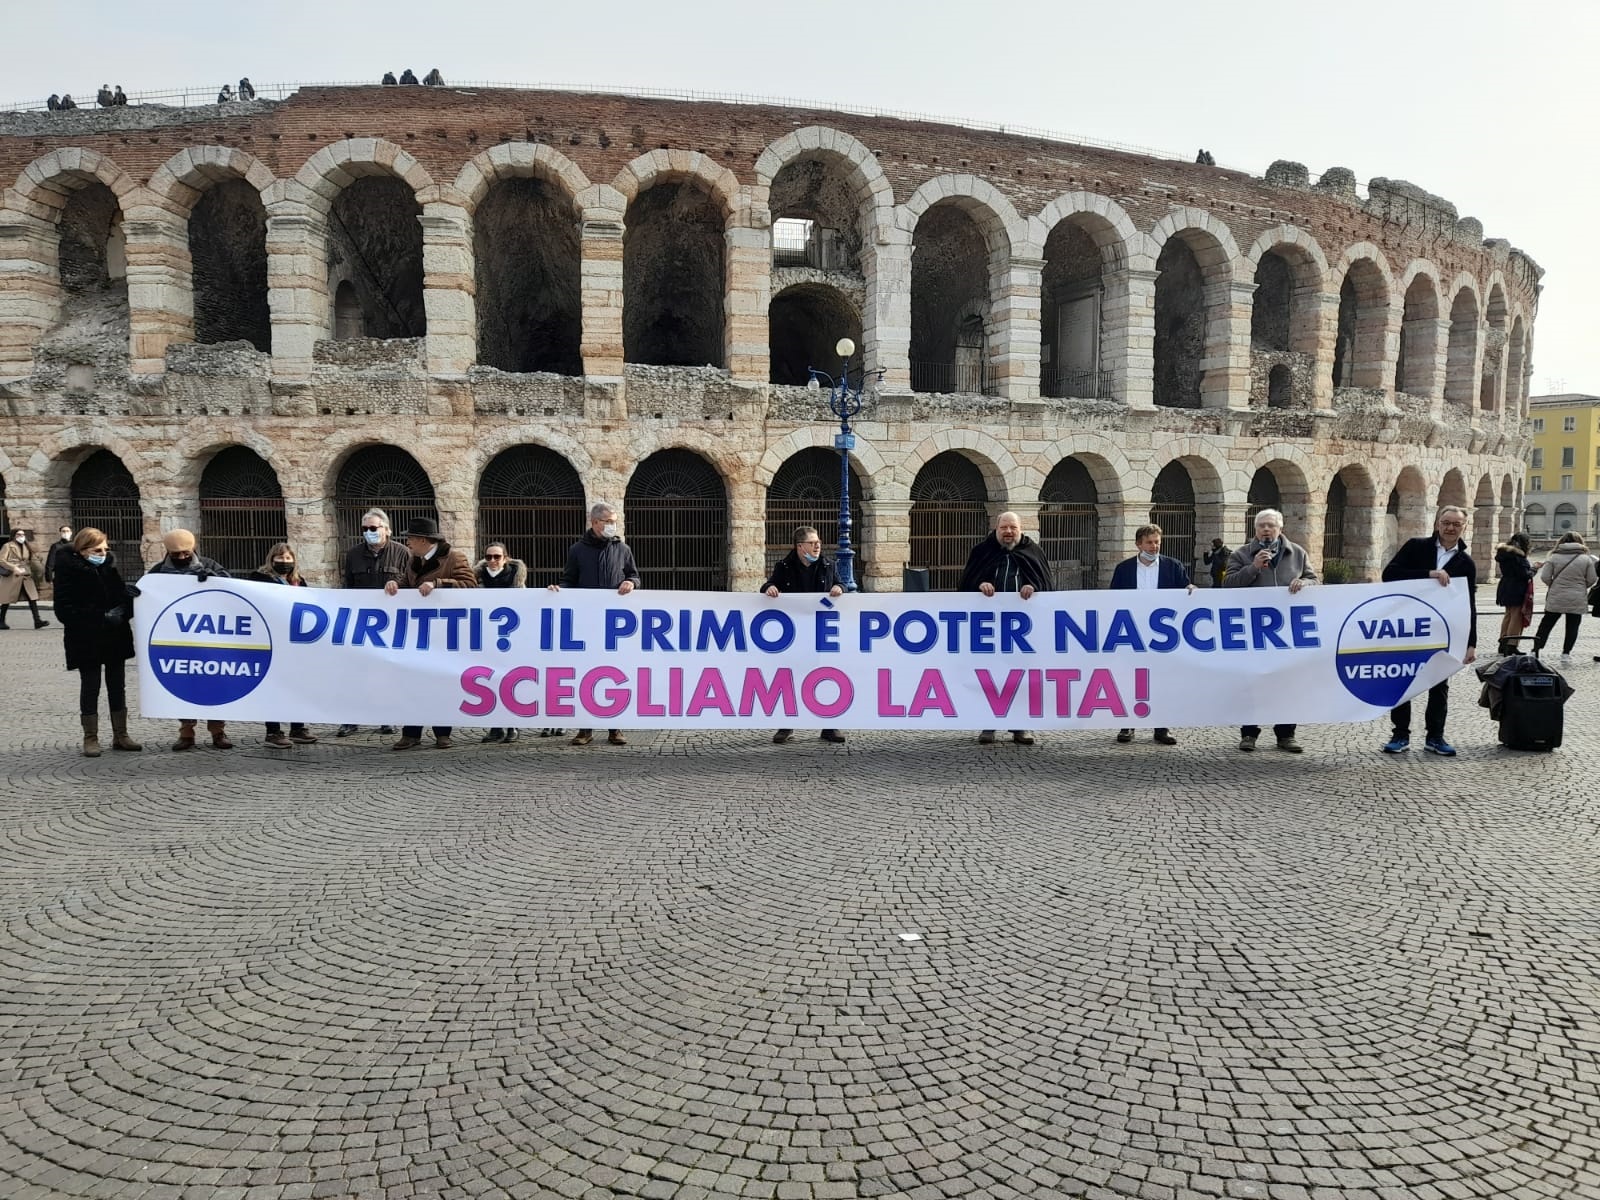 VALE
VERONA!
DIRITTI? IL PRIMO È POTER NASCERE
SCEGLIAMO LA VITA!
VALE
VERONA